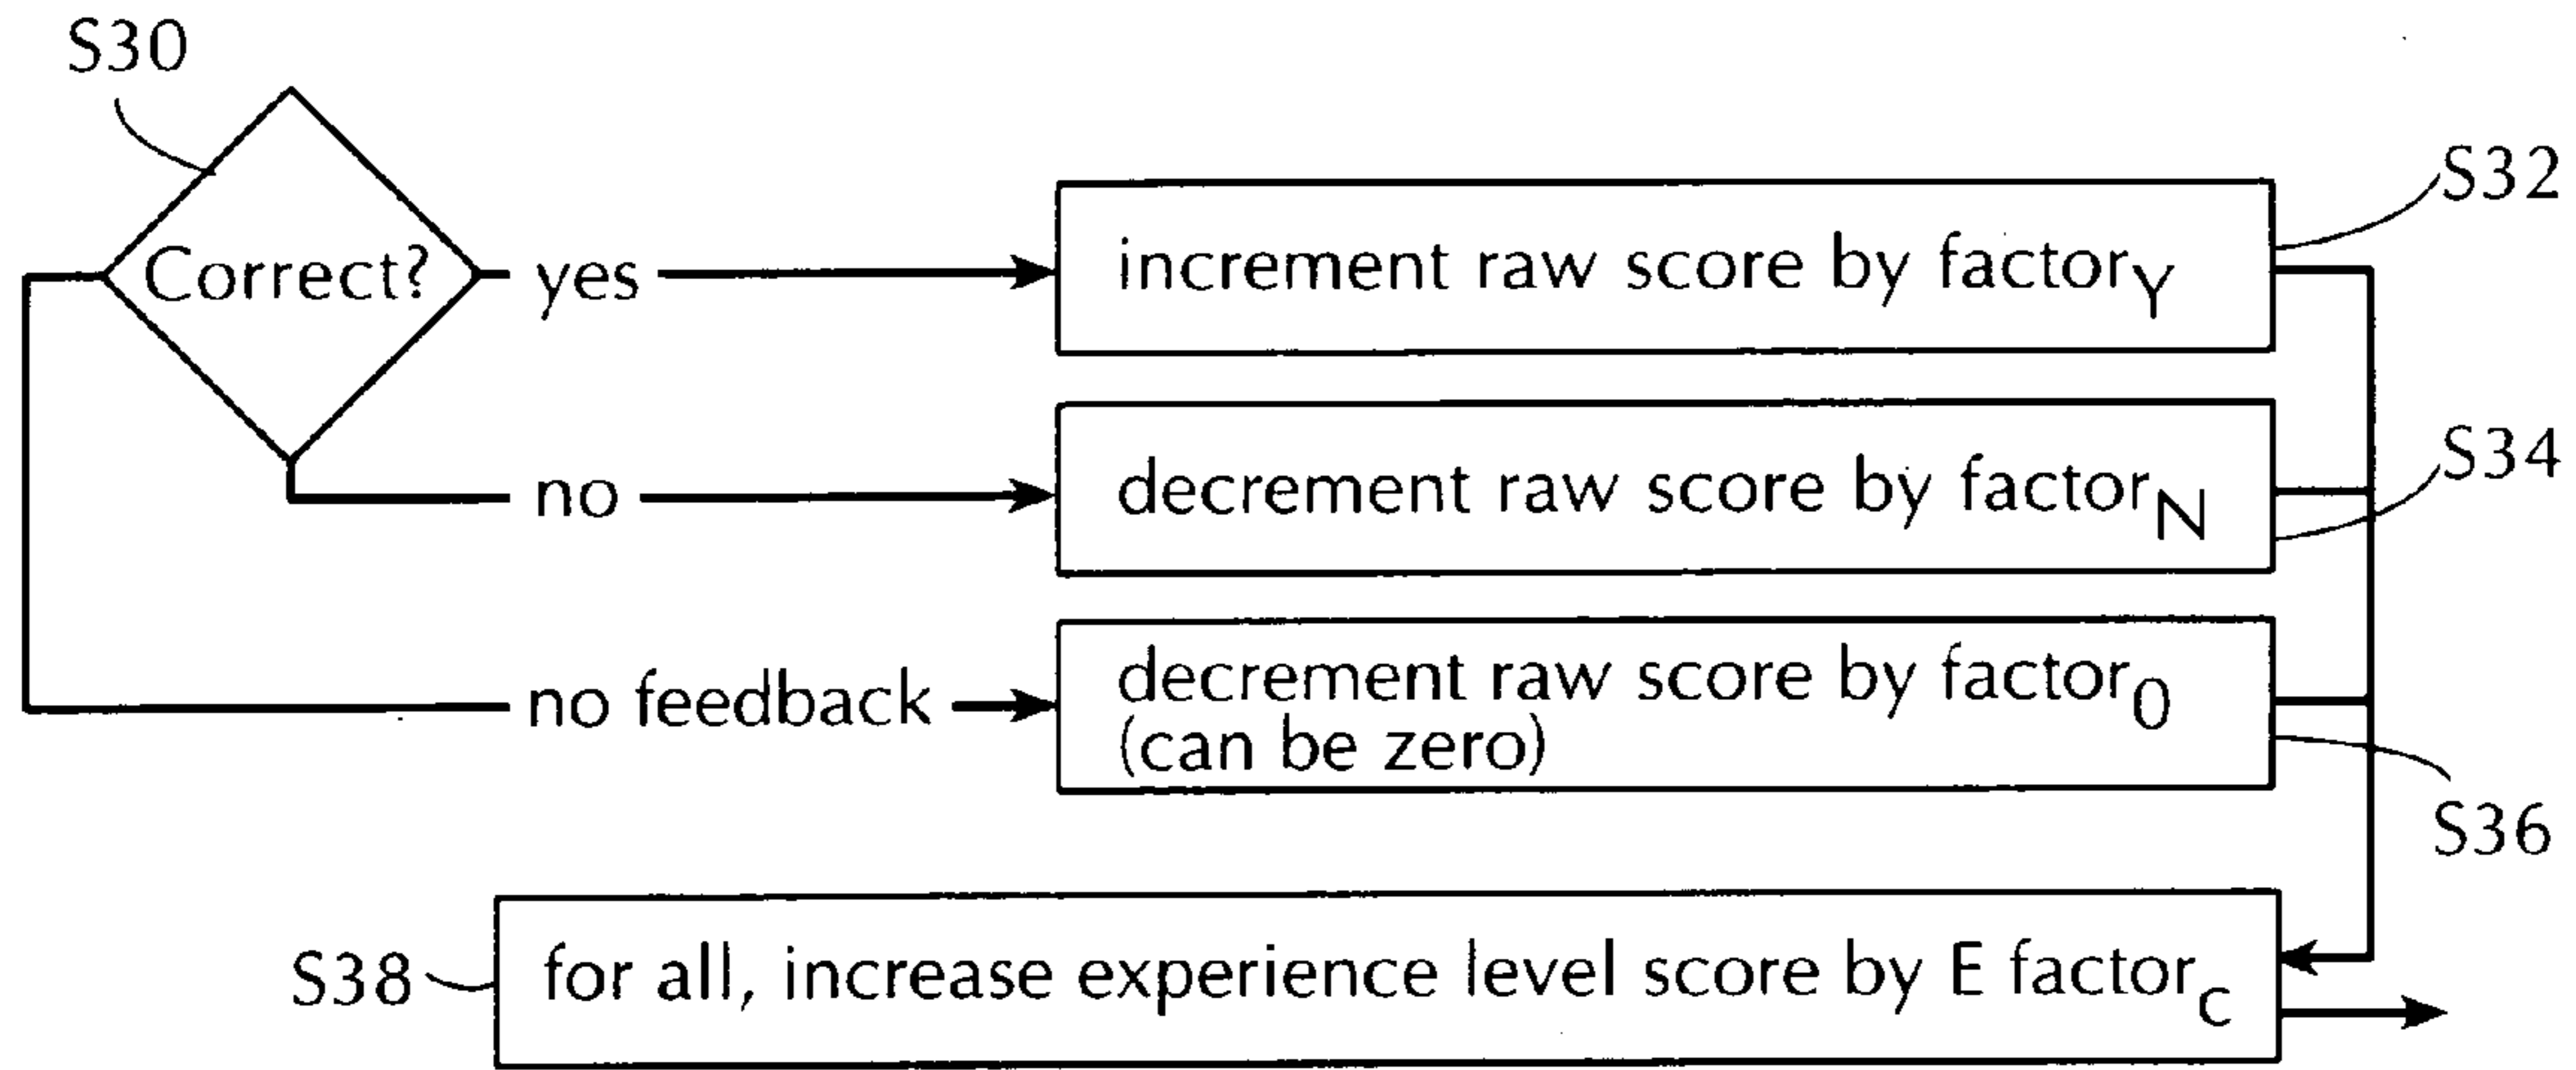 S30
Correct?
yes
increment raw score by factorY
S32
no
decrement raw score by factorN
S34
no feedback
decrement raw score by factor0
(can be zero)
S36
S38
for all, increase experience level score by E factorc